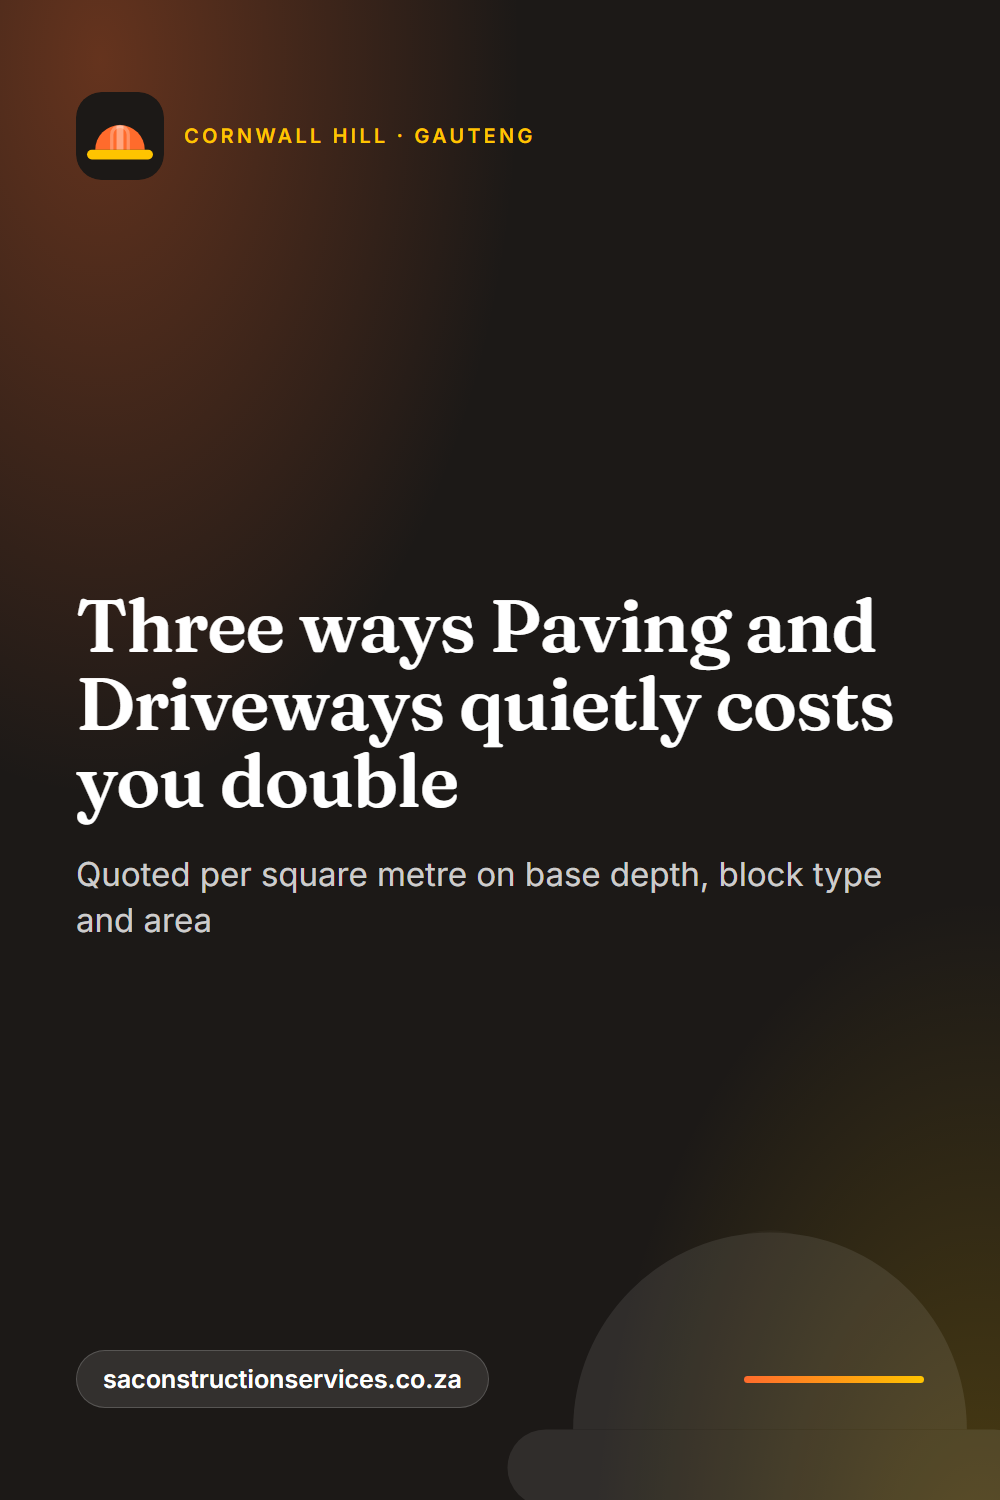 CORNWALL HILL · GAUTENG
Three ways Paving and
Driveways quietly costs
you double
Quoted per square metre on base depth, block type
and area
saconstructionservices.co.za